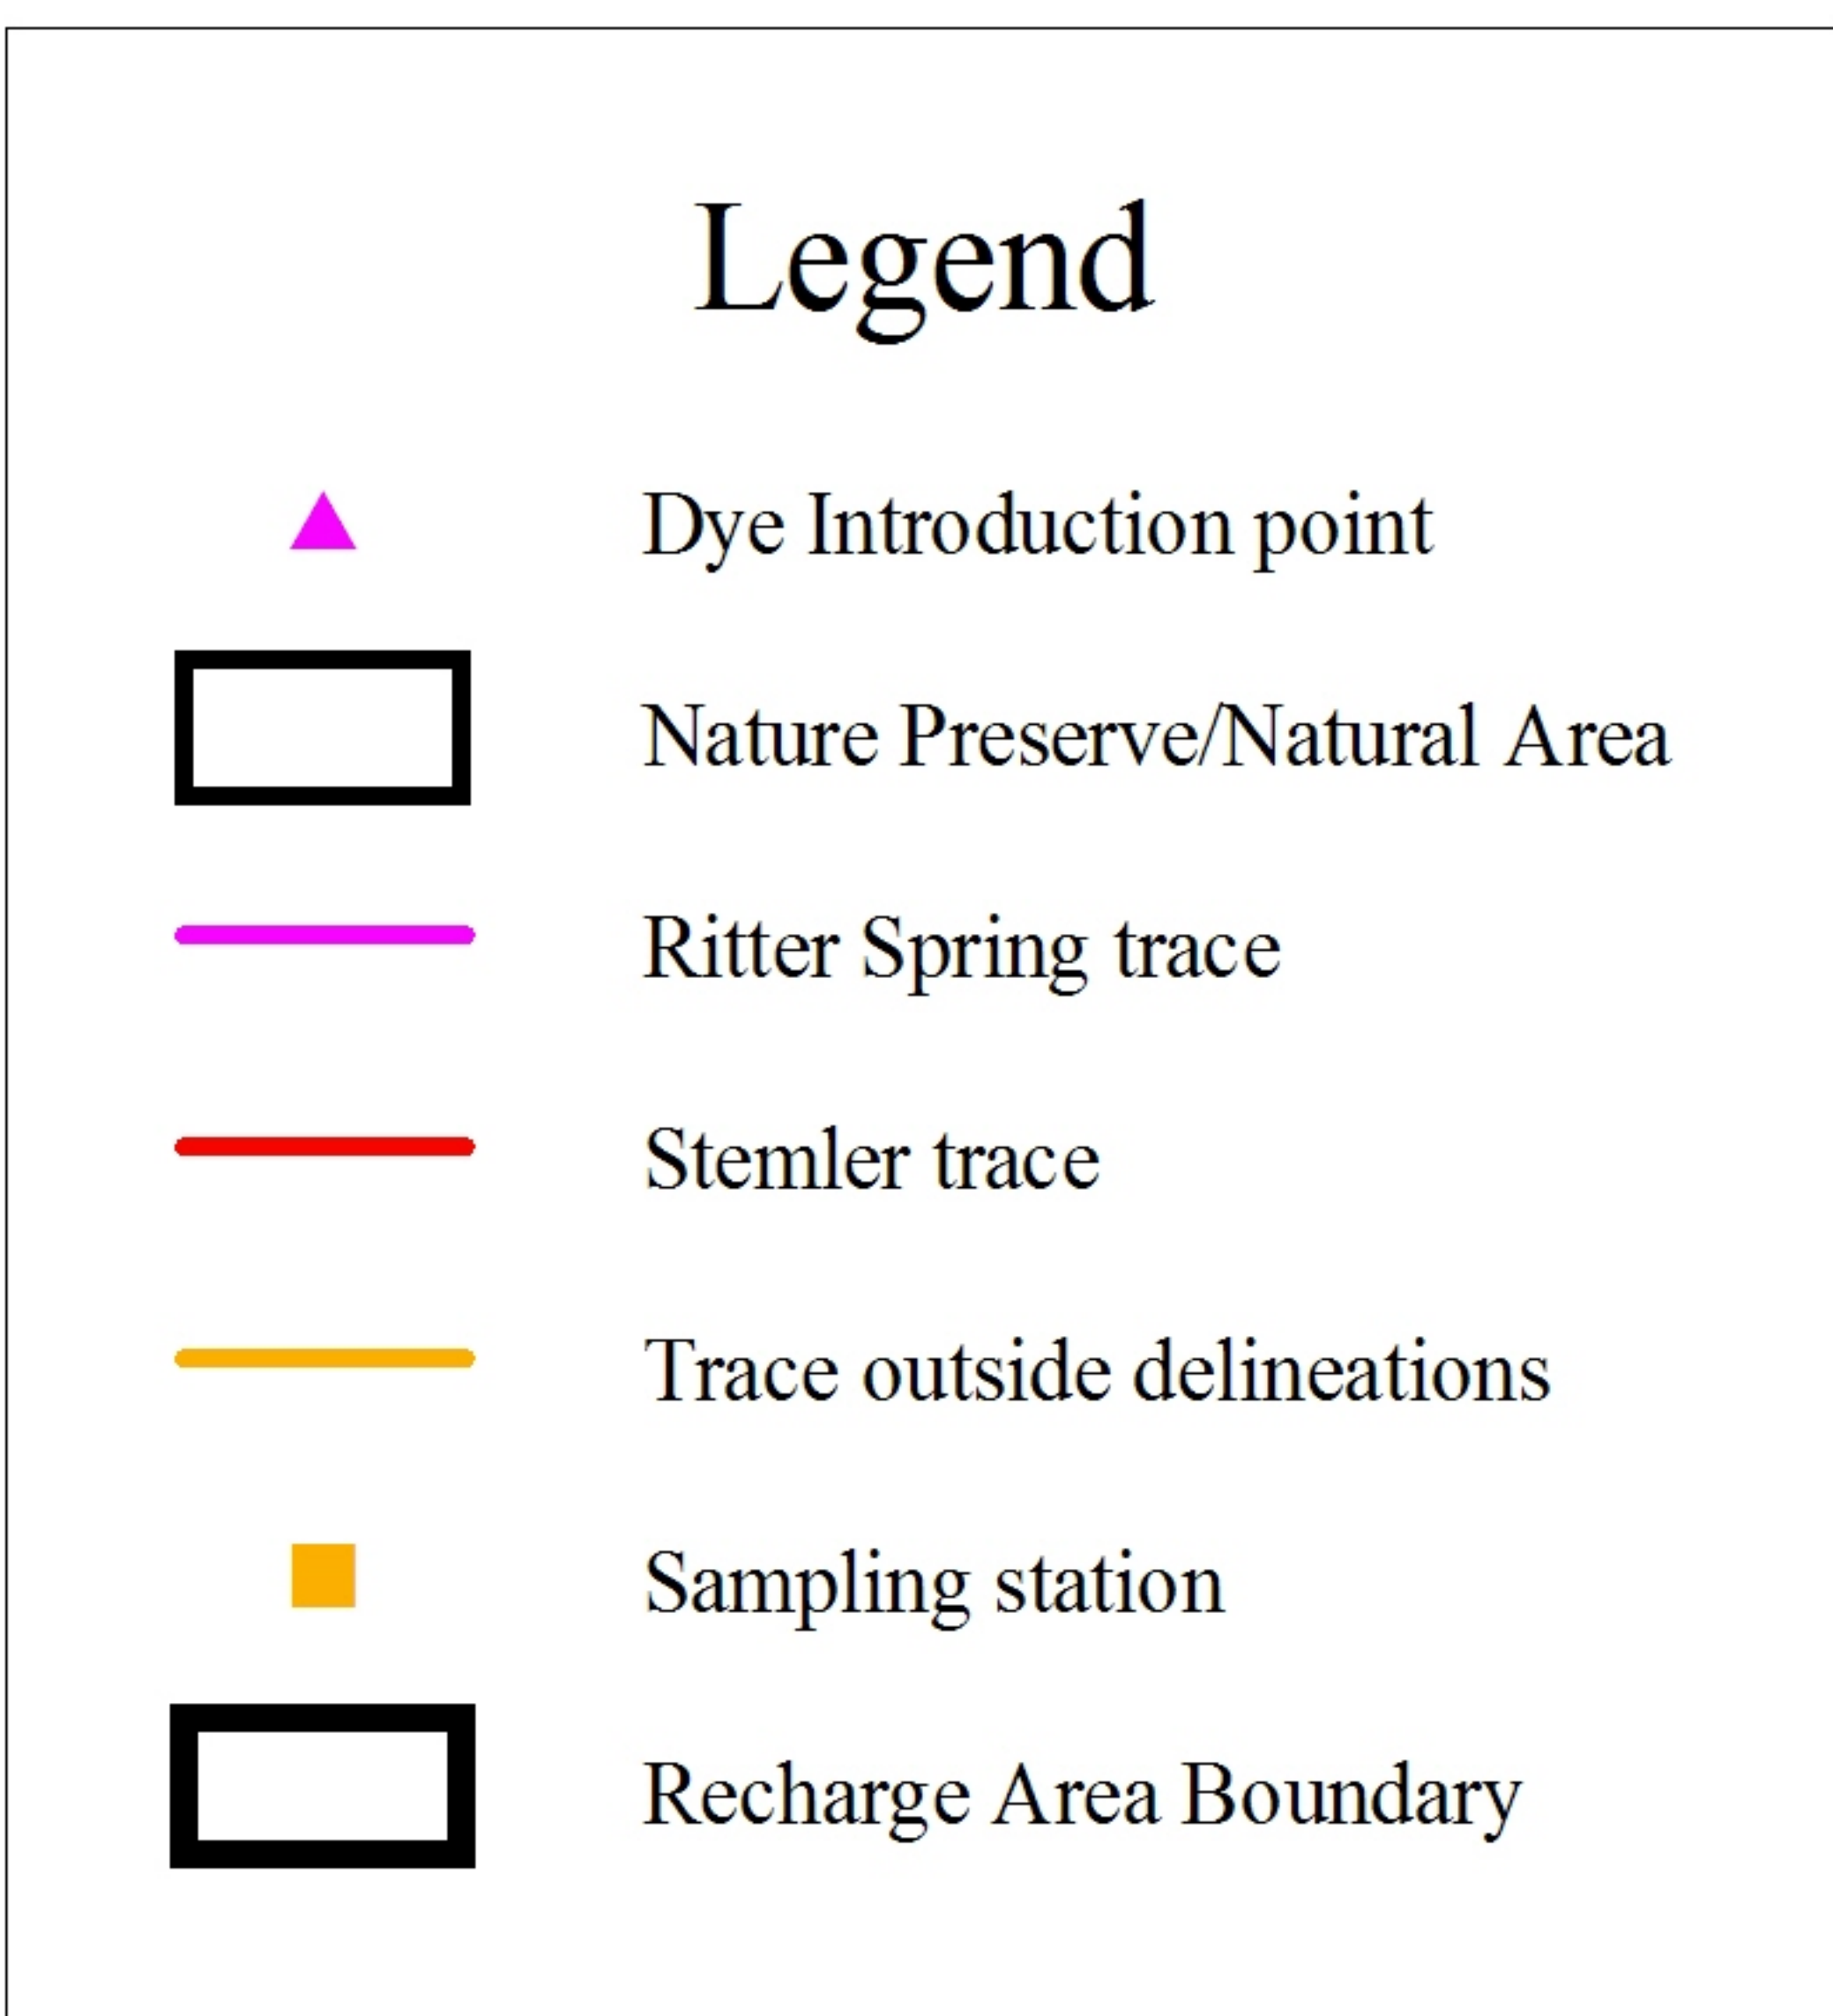 Legend
Dye Introduction point
Nature Preserve/Natural Area
Ritter Spring trace
Stemler trace
Trace outside delineations
Sampling station
Recharge Area Boundary